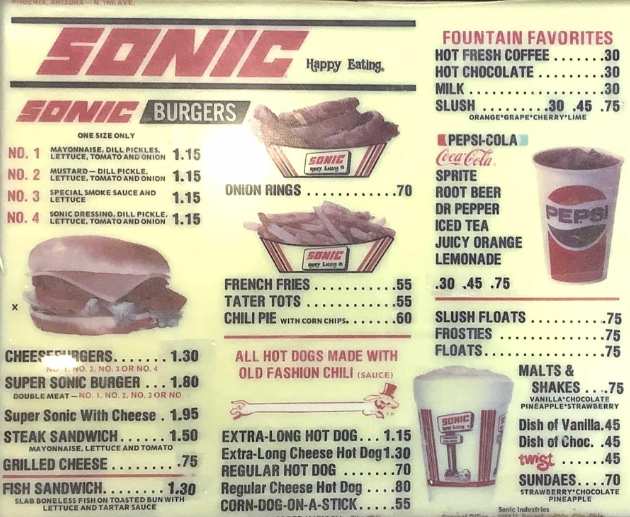 PHOENIX, ARIZONA — N. 19th AVE.
SONIC
Happy Eating®
SONIC BURGERS
ONE SIZE ONLY
NO. 1 MAYONNAISE, DILL PICKLES, LETTUCE, TOMATO AND ONION 1.15
NO. 2 MUSTARD — DILL PICKLE, LETTUCE, TOMATO AND ONION 1.15
NO. 3 SPECIAL SMOKE SAUCE AND LETTUCE 1.15
NO. 4 SONIC DRESSING, DILL PICKLE, LETTUCE, TOMATO AND ONION 1.15
x
CHEESEBURGERS....... 1.30
NO. 1, NO. 2, NO. 3 OR NO. 4
SUPER SONIC BURGER ... 1.80
DOUBLE MEAT — NO. 1, NO. 2, NO. 3 OR NO.
Super Sonic With Cheese . 1.95
STEAK SANDWICH ...... 1.50
MAYONNAISE, LETTUCE AND TOMATO
GRILLED CHEESE ....... .75
FISH SANDWICH....... 1.30
SLAB BONELESS FISH ON TOASTED BUN WITH
LETTUCE AND TARTAR SAUCE
SONIC
Happy Eating
ONION RINGS .......... .70
SONIC
Happy Eating
FRENCH FRIES .......... .55
TATER TOTS ............ .55
CHILI PIE WITH CORN CHIPS. ..... .60
ALL HOT DOGS MADE WITH
OLD FASHION CHILI (SAUCE)
EXTRA-LONG HOT DOG... 1.15
Extra-Long Cheese Hot Dog 1.30
REGULAR HOT DOG ...... .70
Regular Cheese Hot Dog .... .80
CORN-DOG-ON-A-STICK..... .55
FOUNTAIN FAVORITES
HOT FRESH COFFEE ...... .30
HOT CHOCOLATE ........ .30
MILK ................. .30
SLUSH ....... .30 .45 .75
ORANGE*GRAPE*CHERRY*LIME
PEPSI-COLA
Coca-Cola
SPRITE
ROOT BEER
DR PEPPER
ICED TEA
JUICY ORANGE
LEMONADE
.30 .45 .75
PEPSI
SLUSH FLOATS .......... .75
FROSTIES ............. .75
FLOATS............... .75
SONIC
MALTS &
SHAKES .... .75
VANILLA*CHOCOLATE
PINEAPPLE*STRAWBERRY
Dish of Vanilla .45
Dish of Choc. .45
twist ...... .45
SUNDAES.... .70
STRAWBERRY*CHOCOLATE
PINEAPPLE
Sonic Industries